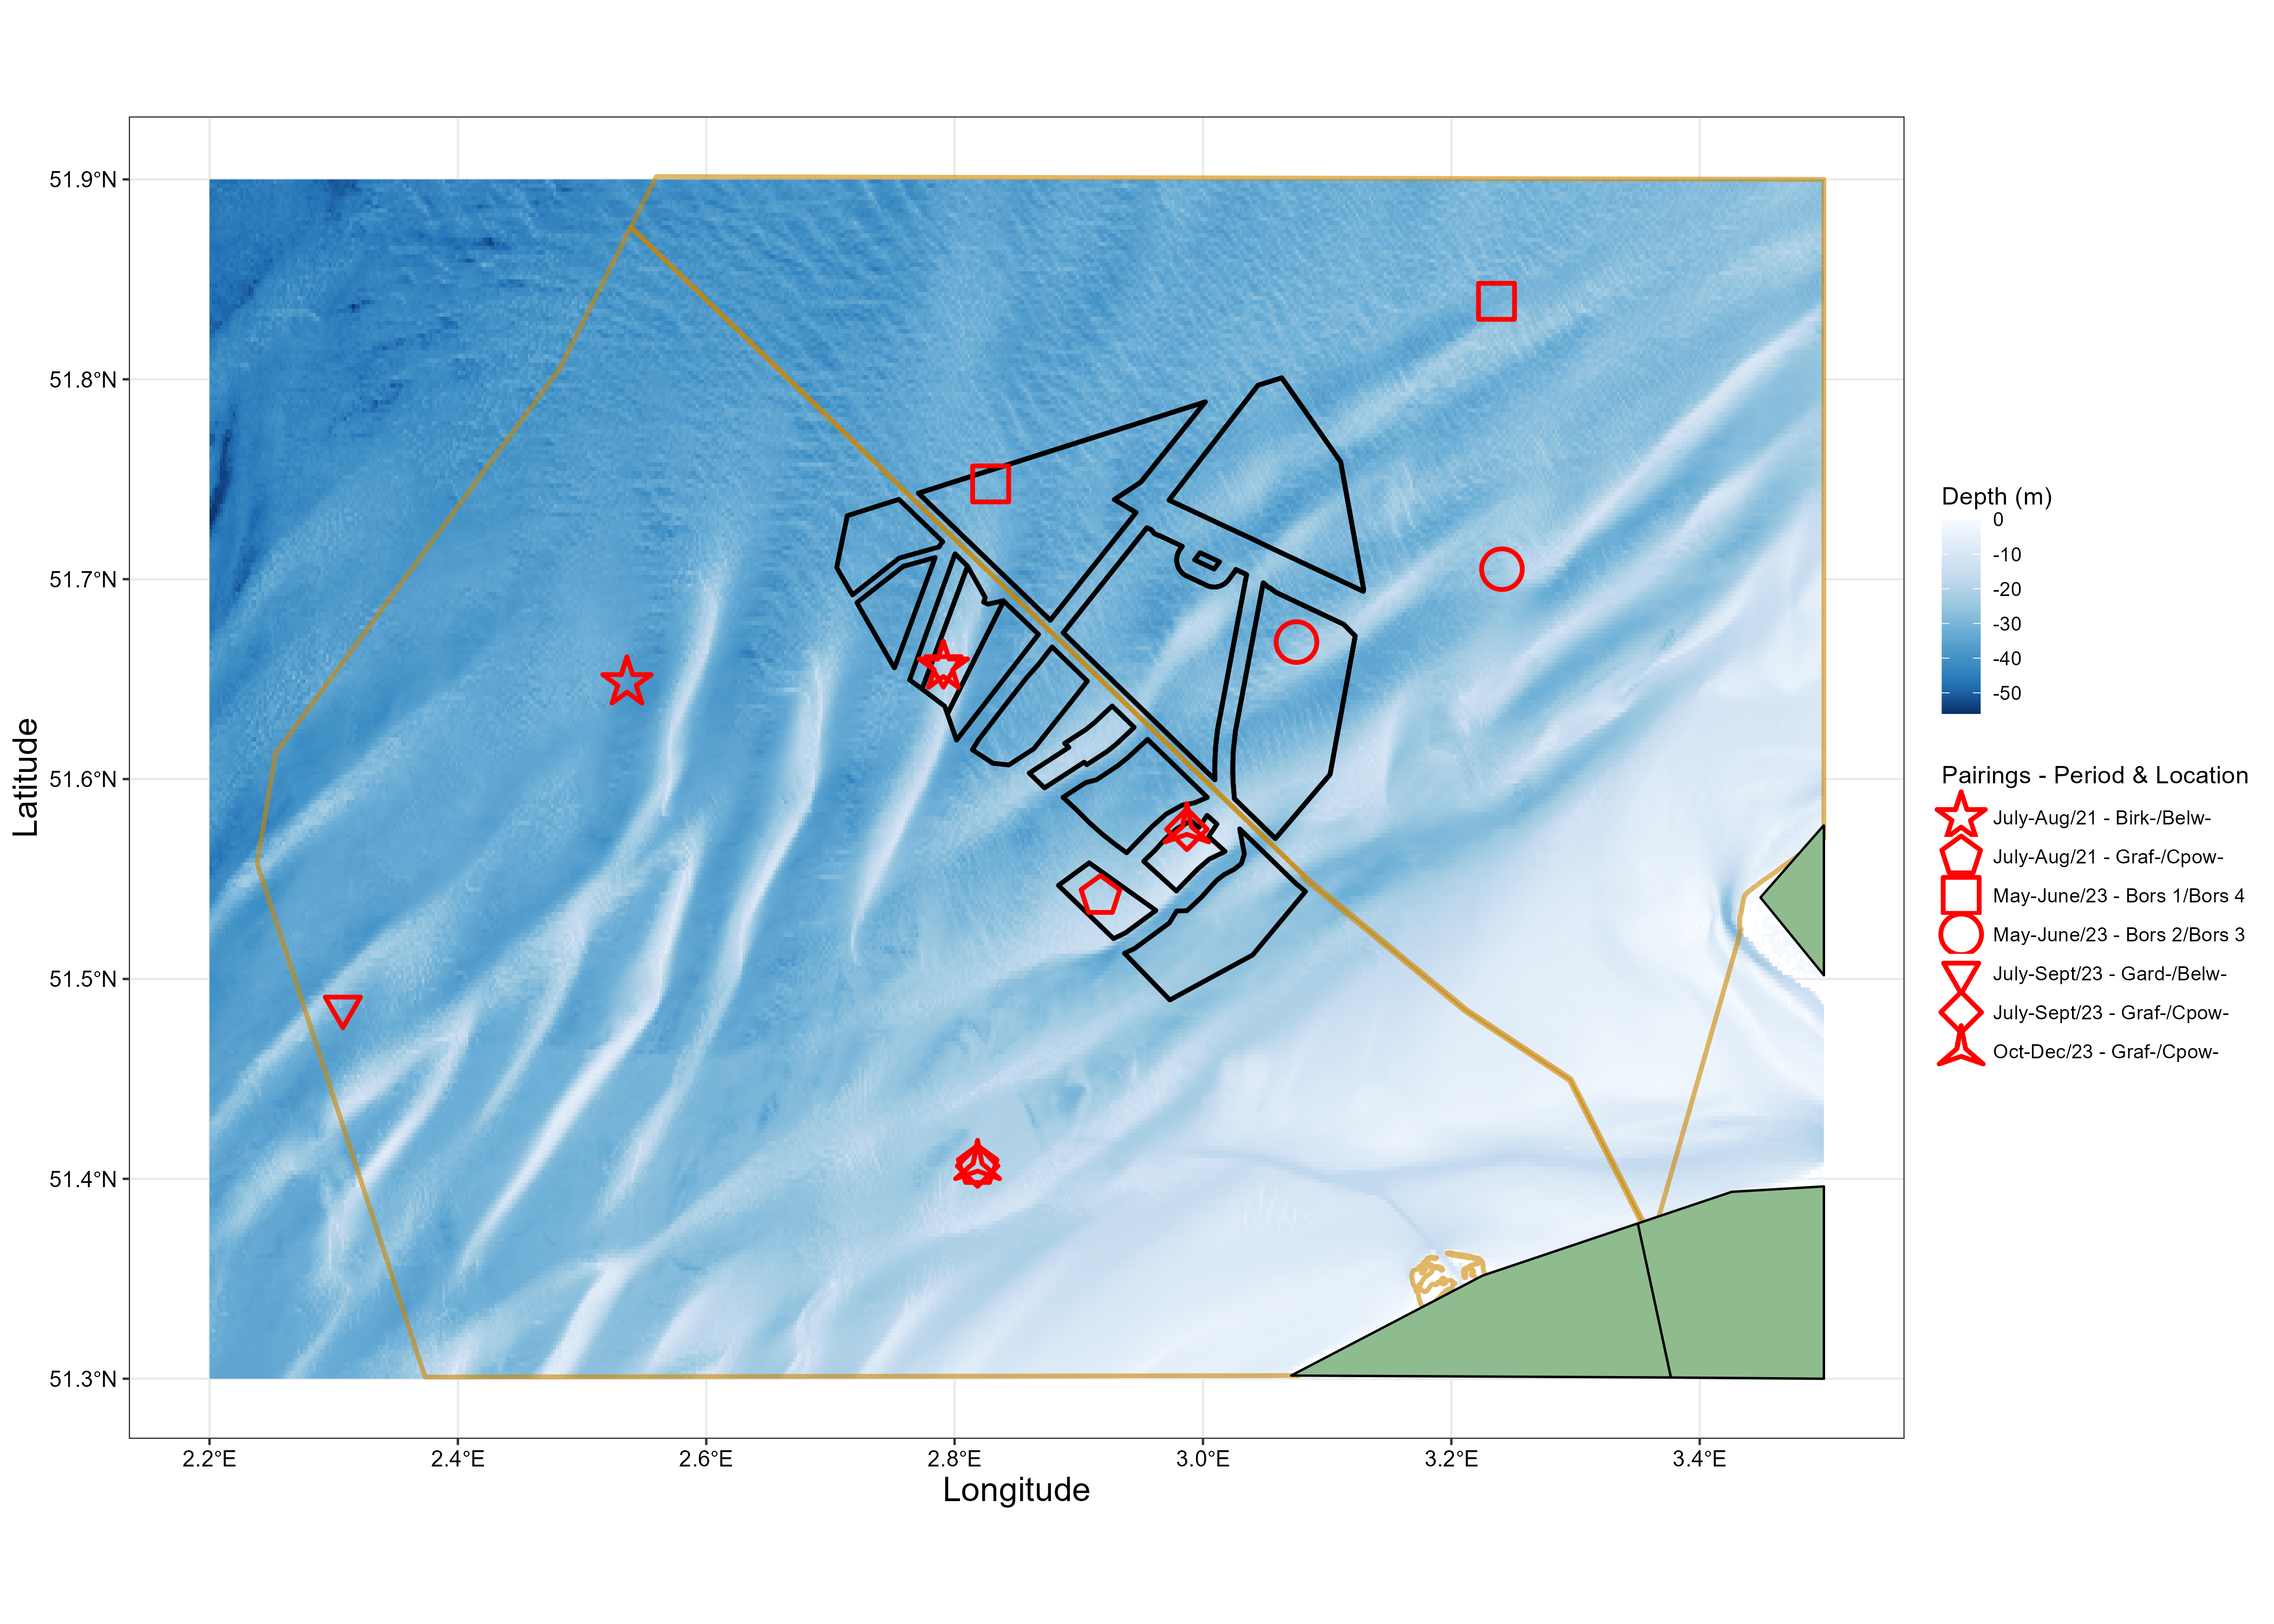 51.9°N
51.8°N
51.7°N
51.6°N
51.5°N
51.4°N
51.3°N
Latitude
2.2°E
2.4°E
2.6°E
2.8°E
3.0°E
3.2°E
3.4°E
Longitude
Depth (m)
0
-10
-20
-30
-40
-50
Pairings - Period & Location
July-Aug/21 - Birk-/Belw-
July-Aug/21 - Graf-/Cpow-
May-June/23 - Bors 1/Bors 4
May-June/23 - Bors 2/Bors 3
July-Sept/23 - Gard-/Belw-
July-Sept/23 - Graf-/Cpow-
Oct-Dec/23 - Graf-/Cpow-